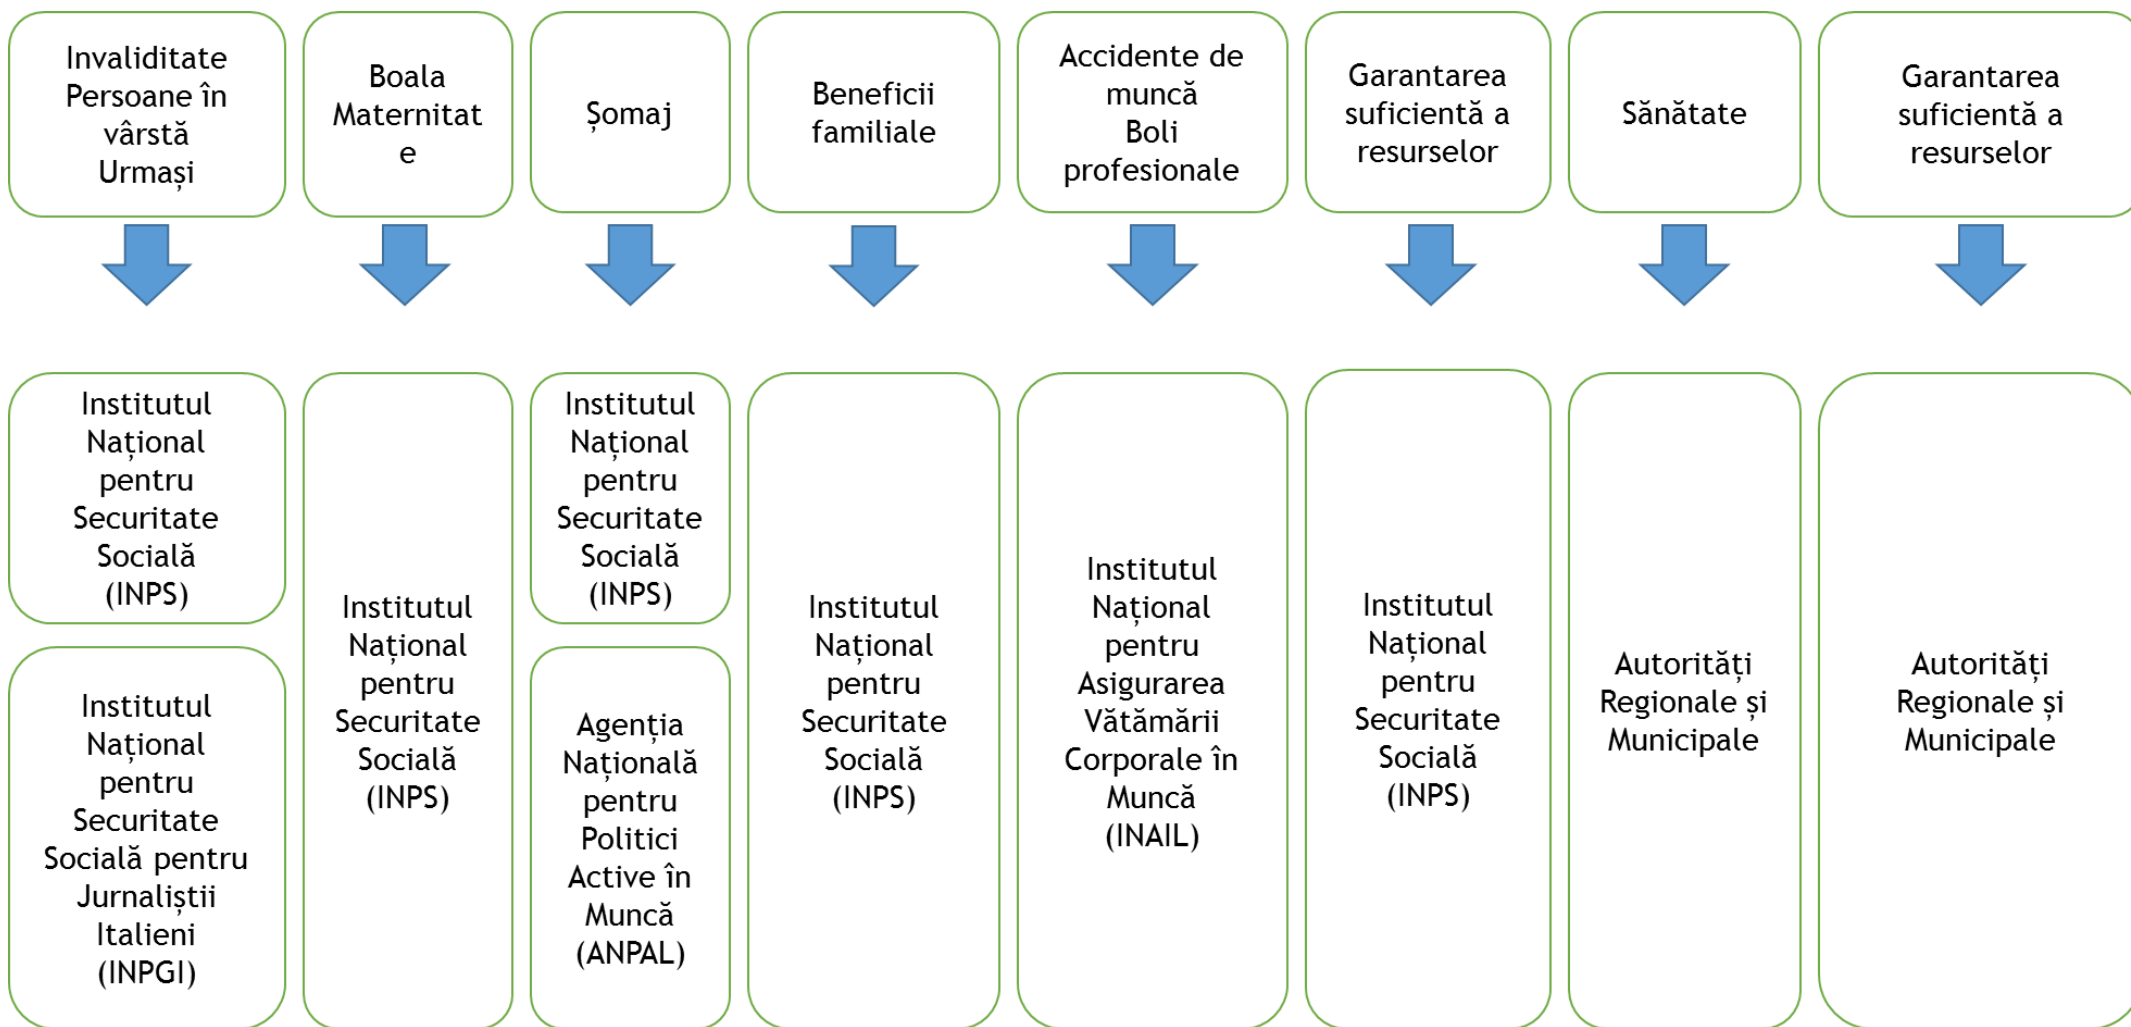 Invaliditate
Persoane în
vârstă
Urmași
Boala
Maternitat
e
Șomaj
Beneficii
familiale
Accidente de
muncă
Boli
profesionale
Garantarea
suficientă a
resurselor
Sănătate
Garantarea
suficientă a
resurselor
Institutul
Național
pentru
Securitate
Socială
(INPS)
Institutul
Național
pentru
Securitate
Socială pentru
Jurnaliștii
Italieni
(INPGI)
Institutul
Național
pentru
Securitate
Socială
(INPS)
Institutul
Național
pentru
Securitate
Socială
(INPS)
Agenția
Națională
pentru
Politici
Active în
Muncă
(ANPAL)
Institutul
Național
pentru
Securitate
Socială
(INPS)
Institutul
Național
pentru
Asigurarea
Vătămării
Corporale în
Muncă
(INAIL)
Institutul
Național
pentru
Securitate
Socială
(INPS)
Autorități
Regionale și
Municipale
Autorități
Regionale și
Municipale